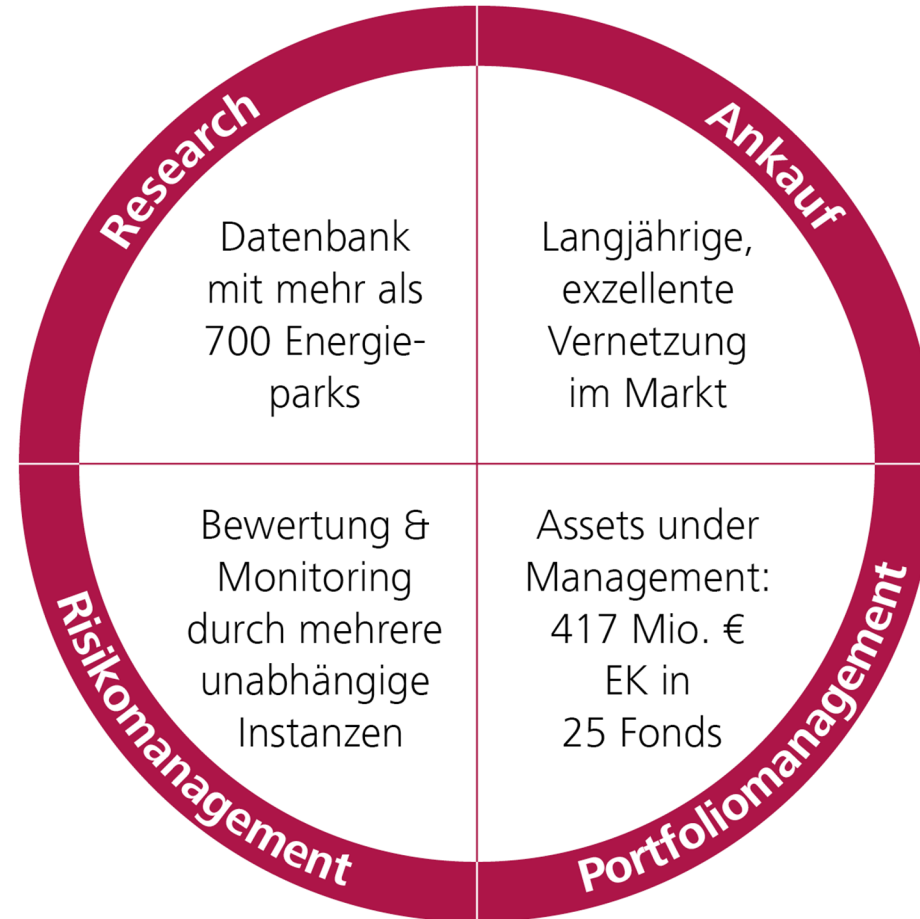 Research
Datenbank
mit mehr als
700 Energie-
parks
Ankauf
Langjährige,
exzellente
Vernetzung
im Markt
Risikomanagement
Bewertung &
Monitoring
durch mehrere
unabhängige
Instanzen
Portfoliomanagement
Assets under
Management:
417 Mio. €
EK in
25 Fonds